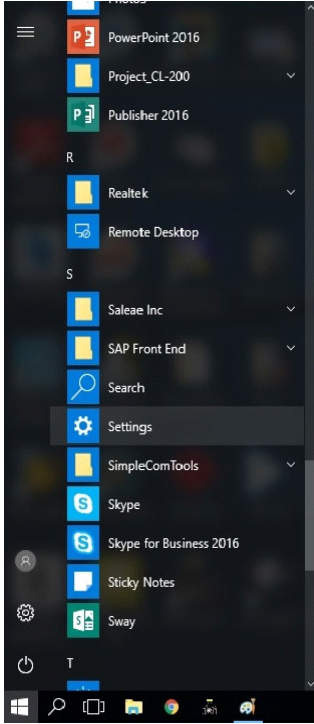 Photos
PowerPoint 2016
Project_CL-200
Publisher 2016
R
Realtek
Remote Desktop
S
Saleae Inc
SAP Front End
Search
Settings
SimpleComTools
Skype
Skype for Business 2016
Sticky Notes
Sway
T